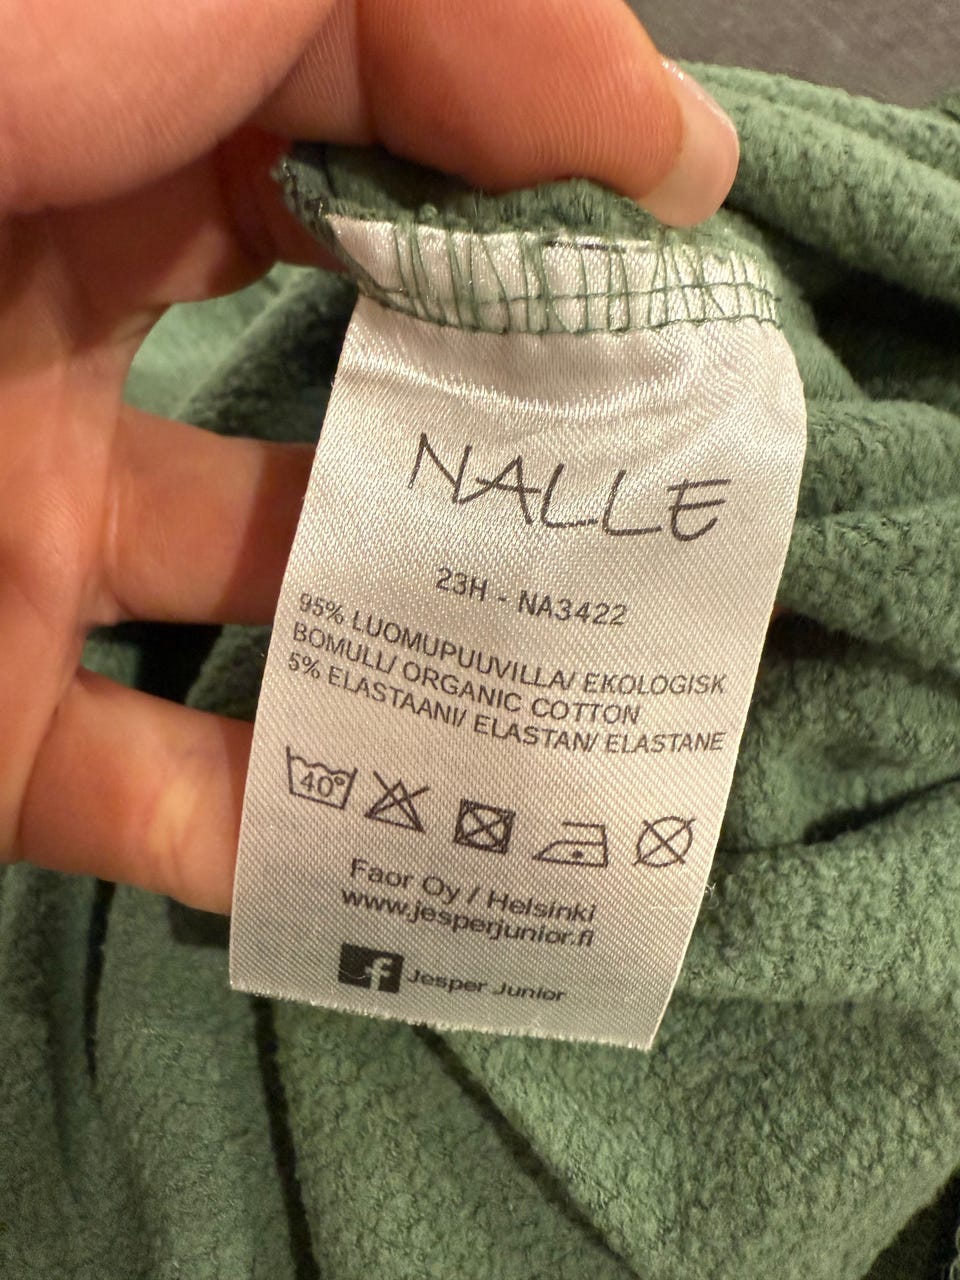 NALLE
23H - NA3422
95% LUOMUPUUVILLA/ EKOLOGISK
BOMULL/ ORGANIC COTTON
5% ELASTAANI/ ELASTAN/ ELASTANE
40°
Faor Oy / Helsinki
www.jesperjunior.fi
f Jesper Junior